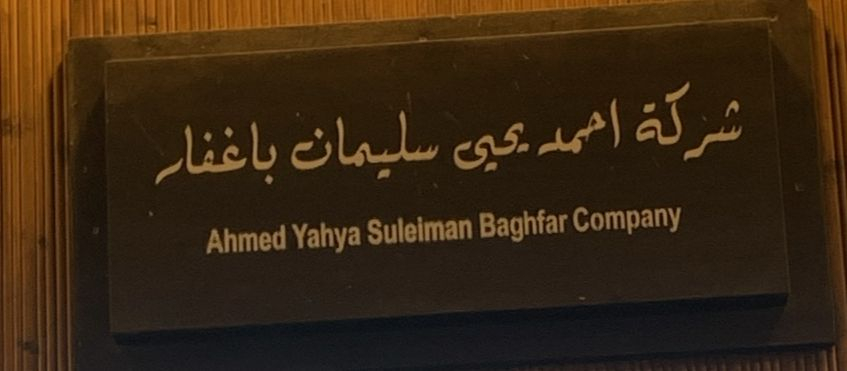 شركة احمد يحيى سليمان باغفار
Ahmed Yahya Suleiman Baghfar Company